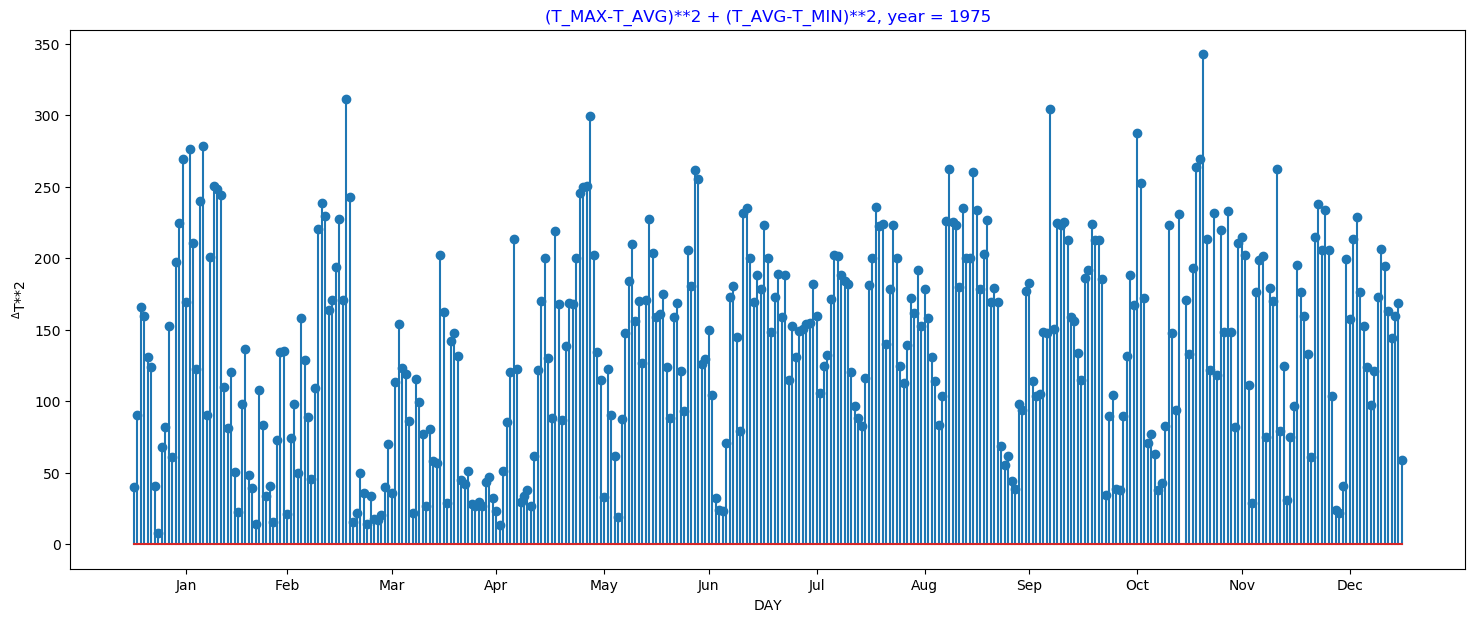 (T_MAX-T_AVG)**2 + (T_AVG-T_MIN)**2, year = 1975
350
300
250
200
150
100
50
0
ΔT**2
Jan Feb Mar Apr May Jun Jul Aug Sep Oct Nov Dec
DAY